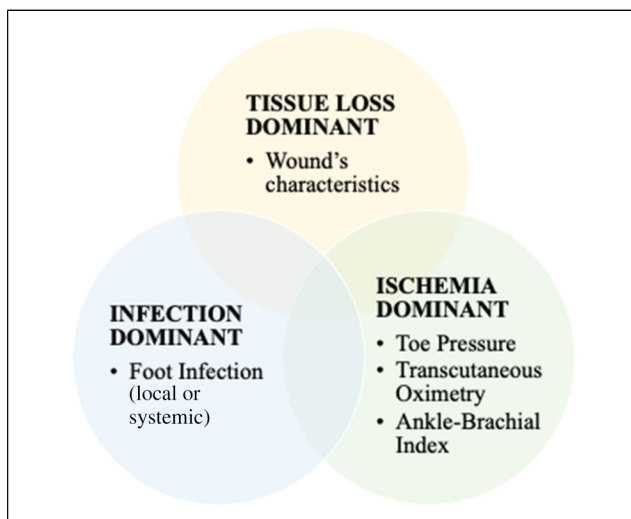 TISSUE LOSS
DOMINANT
• Wound's
characteristics
INFECTION
DOMINANT
• Foot Infection
(local or
systemic)
ISCHEMIA
DOMINANT
• Toe Pressure
• Transcutaneous
Oximetry
• Ankle-Brachial
Index